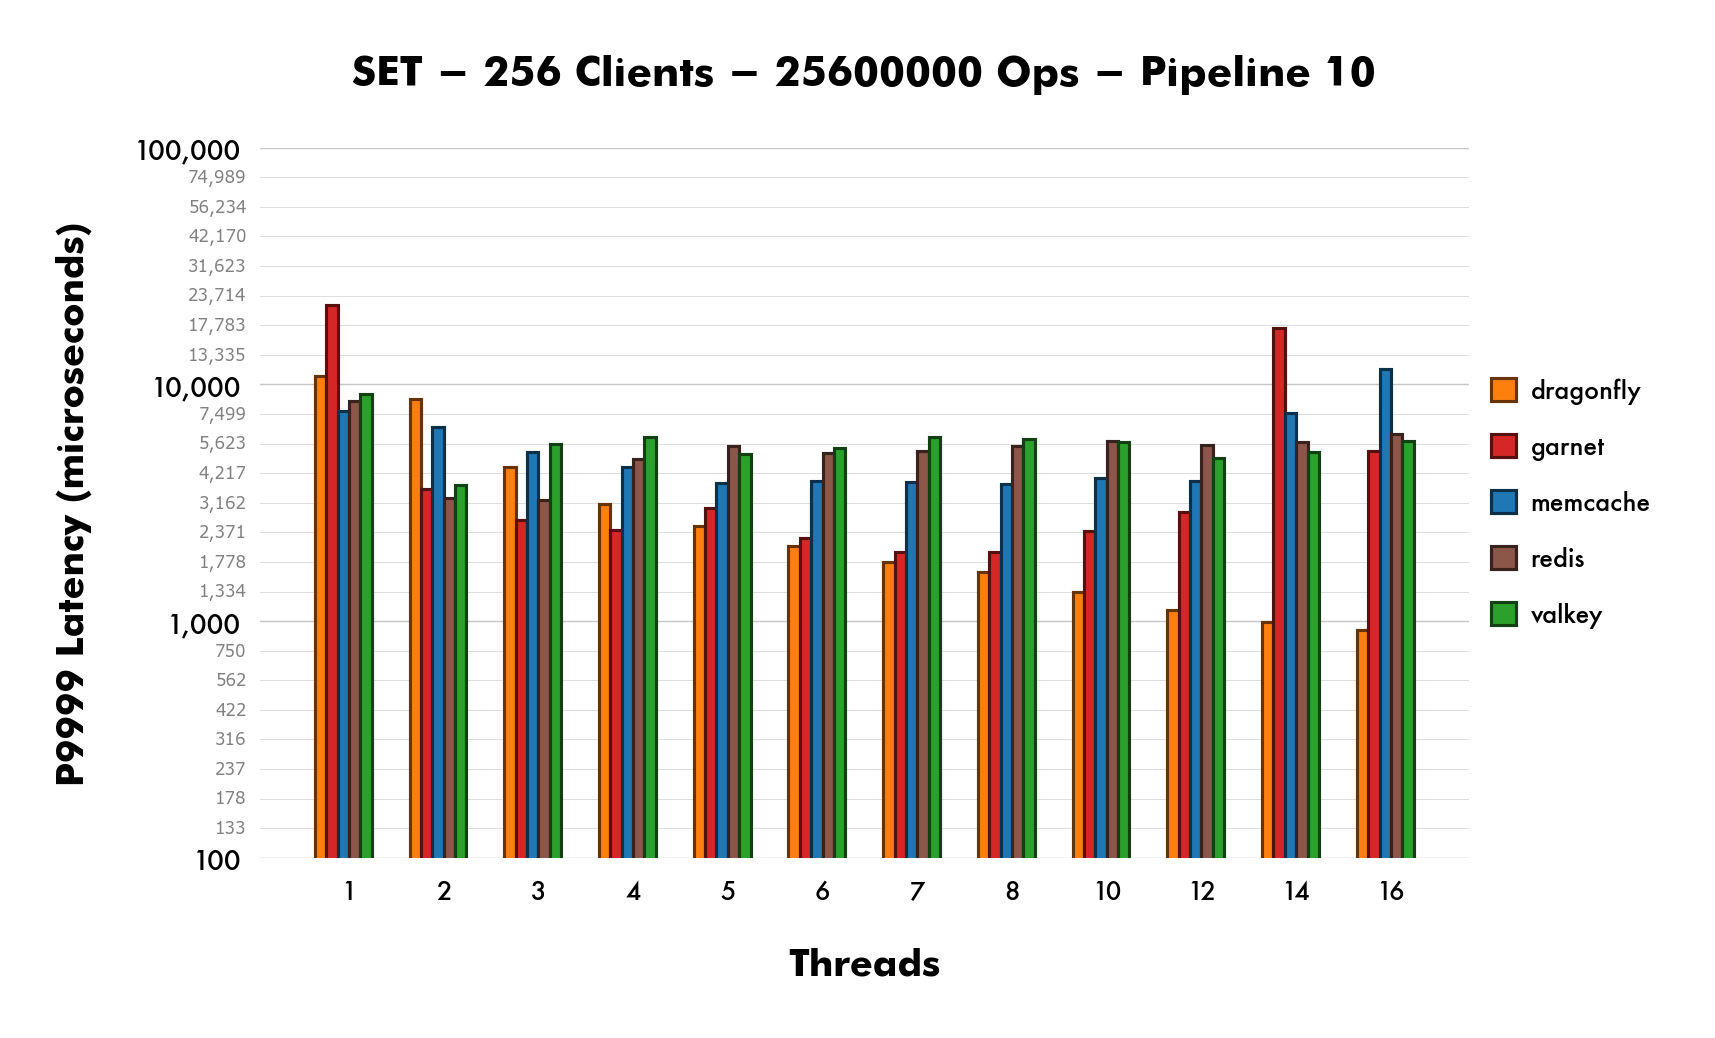 SET – 256 Clients – 25600000 Ops – Pipeline 10
P9999 Latency (microseconds)
100,000
74,989
56,234
42,170
31,623
23,714
17,783
13,335
10,000
7,499
5,623
4,217
3,162
2,371
1,778
1,334
1,000
750
562
422
316
237
178
133
100
1 2 3 4 5 6 7 8 10 12 14 16
Threads
dragonfly
garnet
memcache
redis
valkey